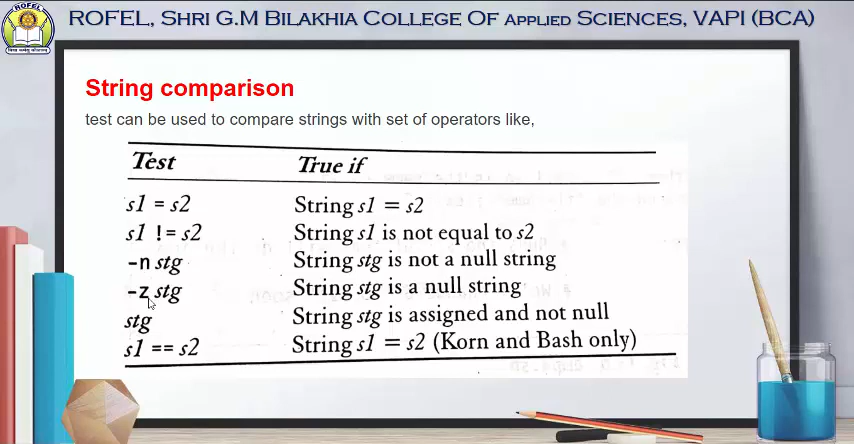 ROFEL, SHRI G.M BILAKHIA COLLEGE OF APPLIED SCIENCES, VAPI (BCA)
ROFEL
String comparison
test can be used to compare strings with set of operators like,
Test True if
s1 = s2 String s1 = s2
s1 != s2 String s1 is not equal to s2
-n stg String stg is not a null string
-z stg String stg is a null string
stg String stg is assigned and not null
s1 == s2 String s1 = s2 (Korn and Bash only)